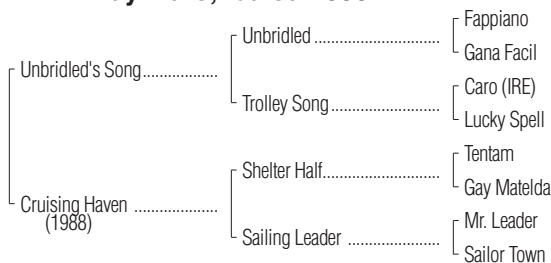 Unbridled's Song..................
Cruising Haven ....................
(1988)
Unbridled ..............................
Trolley Song..........................
Shelter Half............................
Sailing Leader ......................
Fappiano
Gana Facil
Caro (IRE)
Lucky Spell
Tentam
Gay Matelda
Mr. Leader
Sailor Town